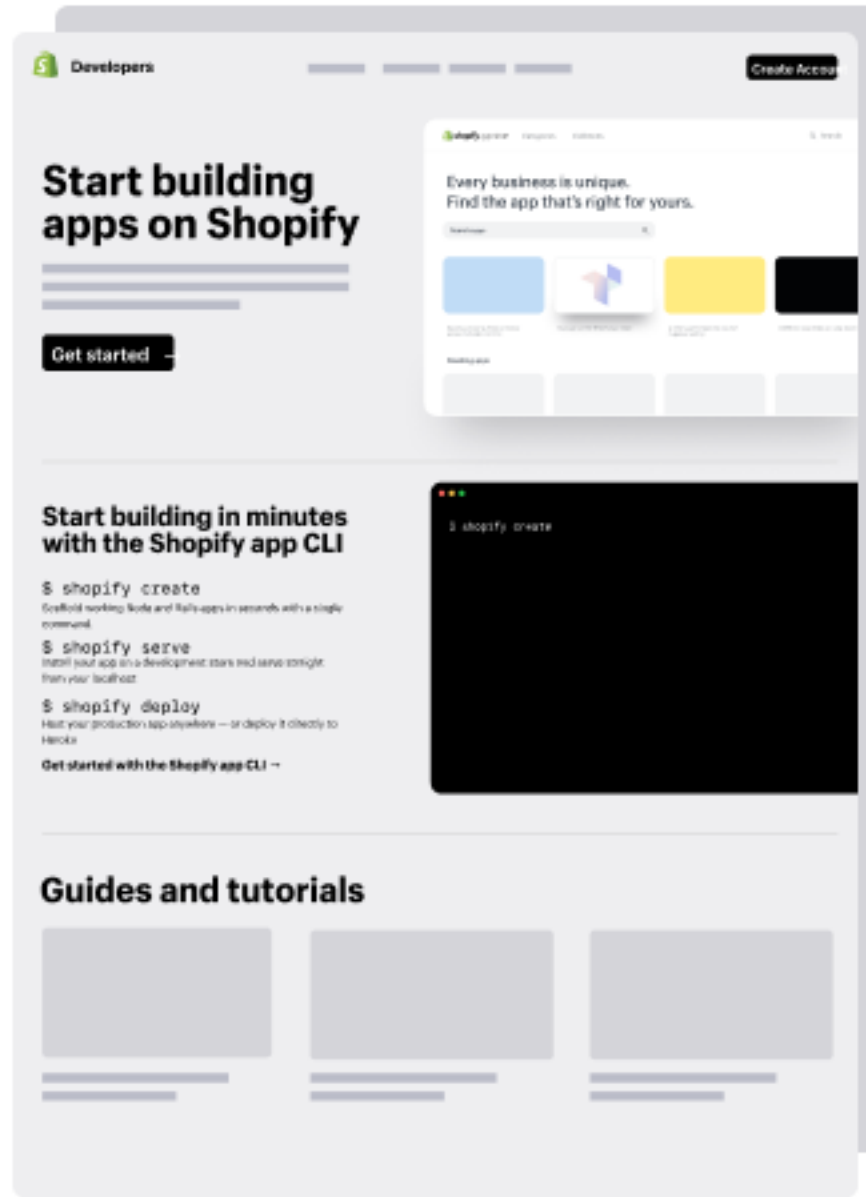 Developers
Create Accoun
Start building
apps on Shopify
Get started →
shopify
Every business is unique.
Find the app that's right for yours.
Start building in minutes
with the Shopify app CLI
$ shopify create
Scaffold working Node and Rails apps in seconds with a single
command.
$ shopify serve
Install your app on a development store and serve straight
from your localhost
$ shopify deploy
Host your production app anywhere — or deploy it directly to
Heroku
Get started with the Shopify app CLI →
$ shopify create
Guides and tutorials